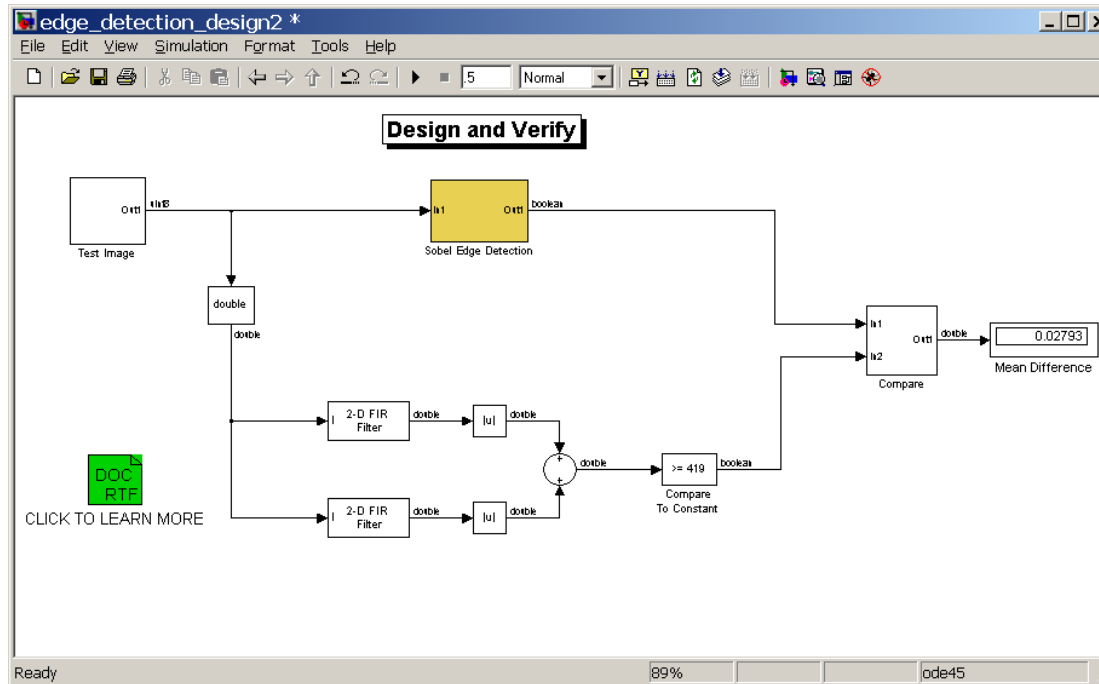 edge_detection_design2 *
File Edit View Simulation Format Tools Help
.5 Normal
Design and Verify
Out1 uint8
Test Image
In1 Out1 boolean
Sobel Edge Detection
double
double
In1
In2
Out1 double
Compare
0.02793
Mean Difference
I 2-D FIR Filter double |u| double
+
+
double
>= 419 boolean
Compare To Constant
I 2-D FIR Filter double |u| double
DOC
RTF
CLICK TO LEARN MORE
Ready 89% ode45